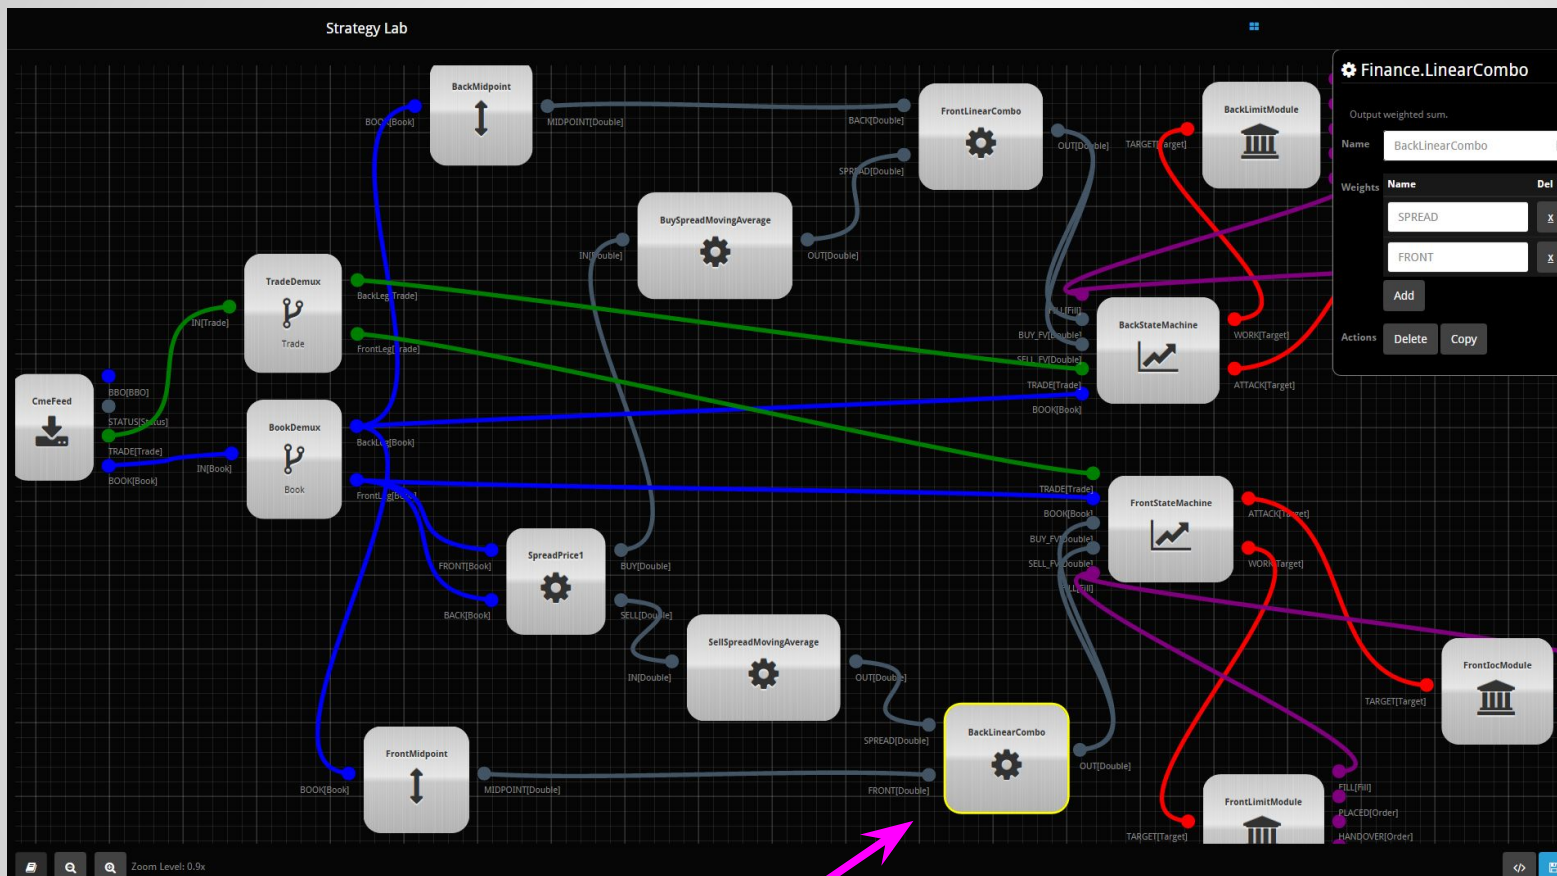 Strategy Lab
BackMidpoint
BOOK[Book]
MIDPOINT[Double]
BACK[Double]
SPREAD[Double]
FrontLinearCombo
OUT[Double]
TARGET[Target]
BackLimitModule
Finance.LinearCombo
Output weighted sum.
Name
BackLinearCombo
Weights
Name
Del
SPREAD
x
FRONT
x
Add
Actions
Delete
Copy
BuySpreadMovingAverage
IN[Double]
OUT[Double]
TradeDemux
Trade
IN[Trade]
BackLeg[Trade]
FrontLeg[Trade]
BackStateMachine
BUY_FV[Double]
SELL_FV[Double]
TRADE[Trade]
BOOK[Book]
WORK[Target]
ATTACK[Target]
CmeFeed
BBO[BBO]
STATUS[Status]
TRADE[Trade]
BOOK[Book]
BookDemux
Book
IN[Book]
BackLeg[Book]
FrontLeg[Book]
FrontStateMachine
TRADE[Trade]
BOOK[Book]
BUY_FV[Double]
SELL_FV[Double]
ATTACK[Target]
WORK[Target]
SpreadPrice1
FRONT[Book]
BACK[Book]
BUY[Double]
SELL[Double]
SellSpreadMovingAverage
IN[Double]
OUT[Double]
FrontIocModule
TARGET[Target]
BackLinearCombo
SPREAD[Double]
FRONT[Double]
OUT[Double]
FrontMidpoint
BOOK[Book]
MIDPOINT[Double]
FrontLimitModule
TARGET[Target]
FILL[Fill]
PLACED[Order]
HANDOVER[Order]
Zoom Level: 0.9x